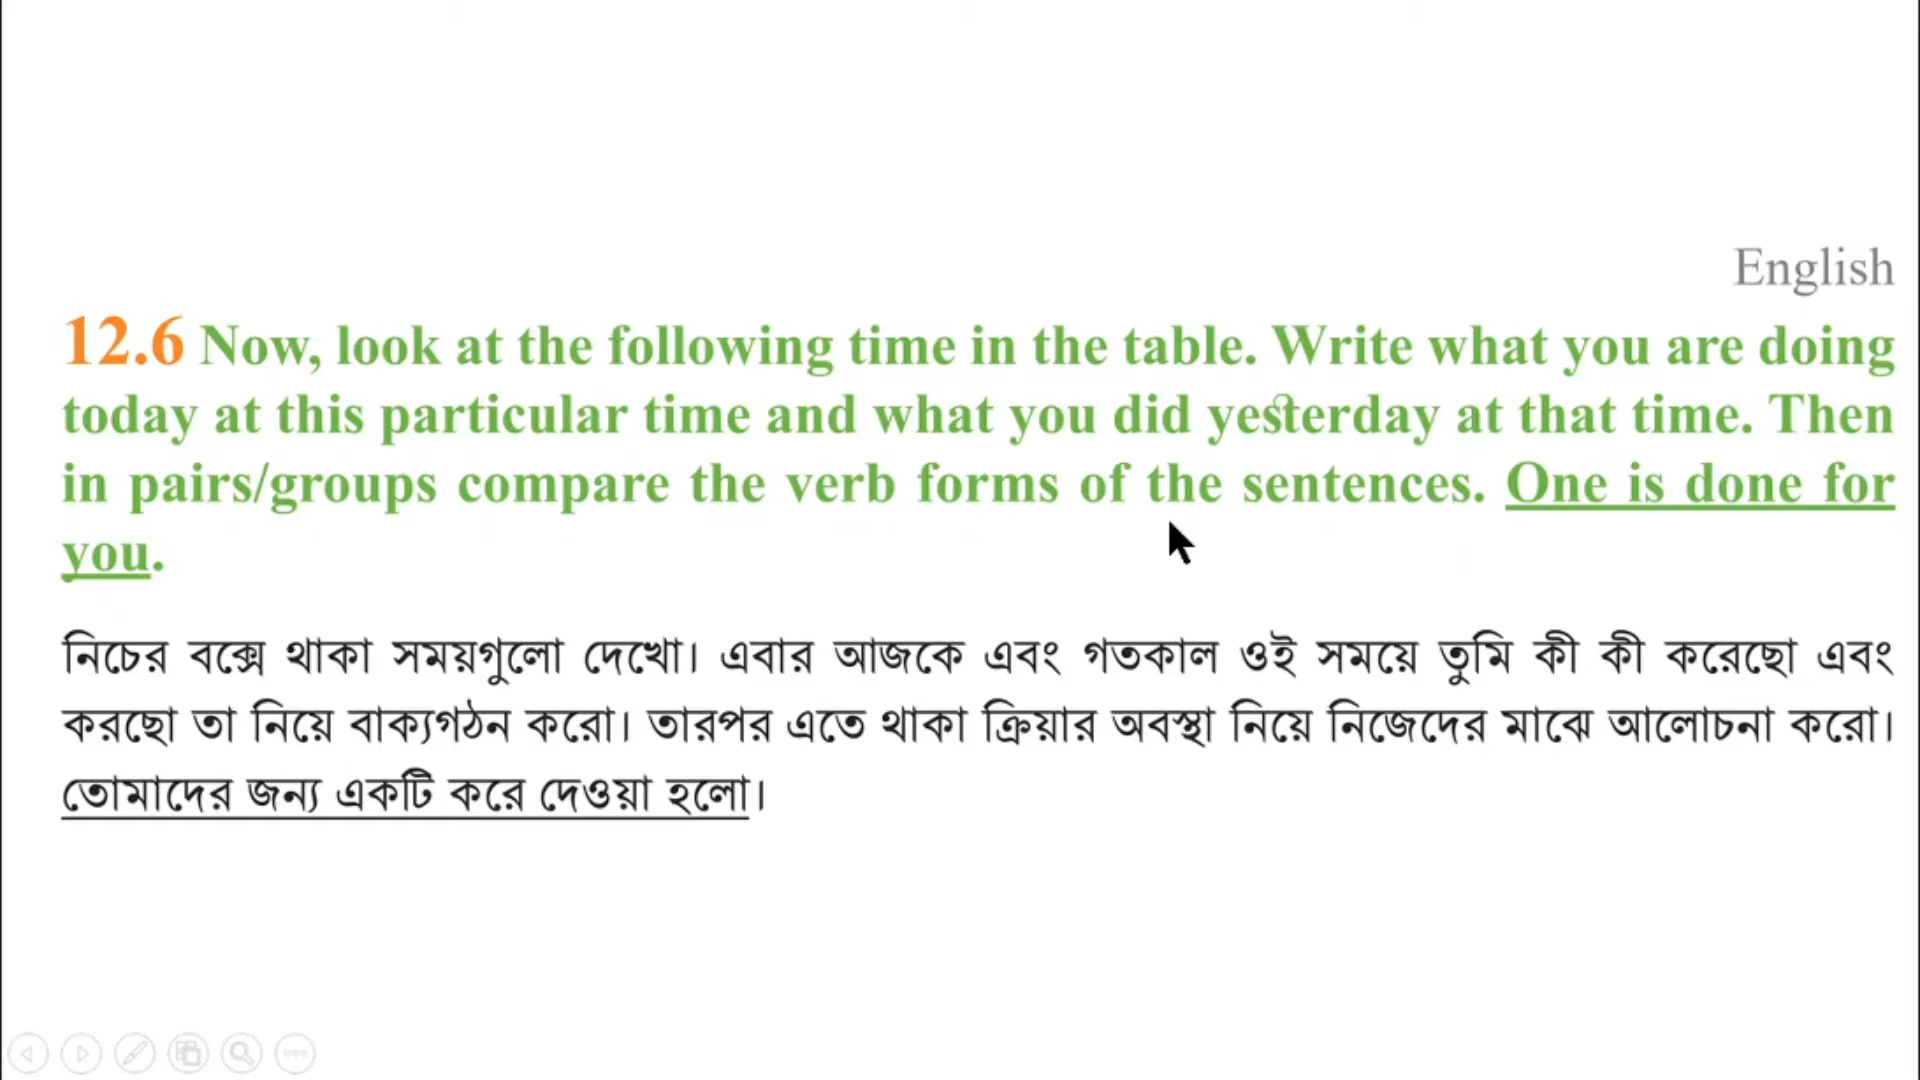 English
12.6 Now, look at the following time in the table. Write what you are doing
today at this particular time and what you did yesterday at that time. Then
in pairs/groups compare the verb forms of the sentences. One is done for
you.
নিচের বক্সে থাকা সময়গুলো দেখো। এবার আজকে এবং গতকাল ওই সময়ে তুমি কী কী করেছো এবং
করছো তা নিয়ে বাক্যগঠন করো। তারপর এতে থাকা ক্রিয়ার অবস্থা নিয়ে নিজেদের মাঝে আলোচনা করো।
তোমাদের জন্য একটি করে দেওয়া হলো।